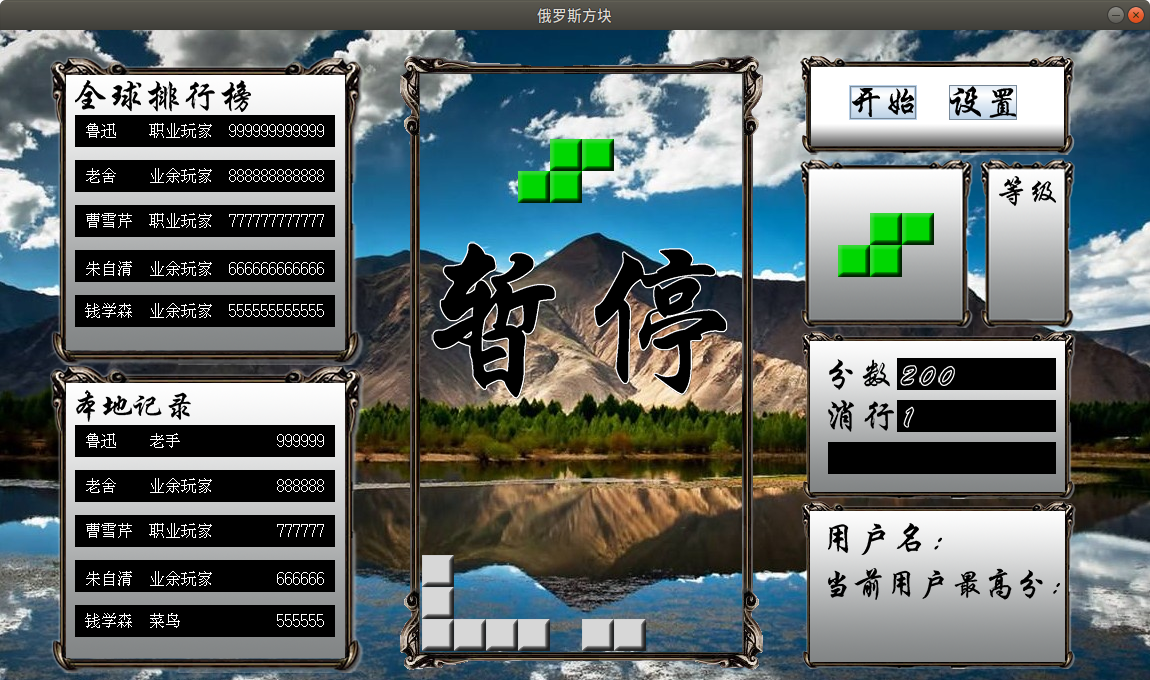 俄罗斯方块
全球排行榜
鲁迅 职业玩家 999999999999
老舍 业余玩家 888888888888
曹雪芹 职业玩家 777777777777
朱自清 业余玩家 666666666666
钱学森 业余玩家 555555555555
本地记录
鲁迅 老手 999999
老舍 业余玩家 888888
曹雪芹 职业玩家 777777
朱自清 业余玩家 666666
钱学森 菜鸟 555555
暂停
开始 设置
等级
分数 200
消行 1
用户名：
当前用户最高分：